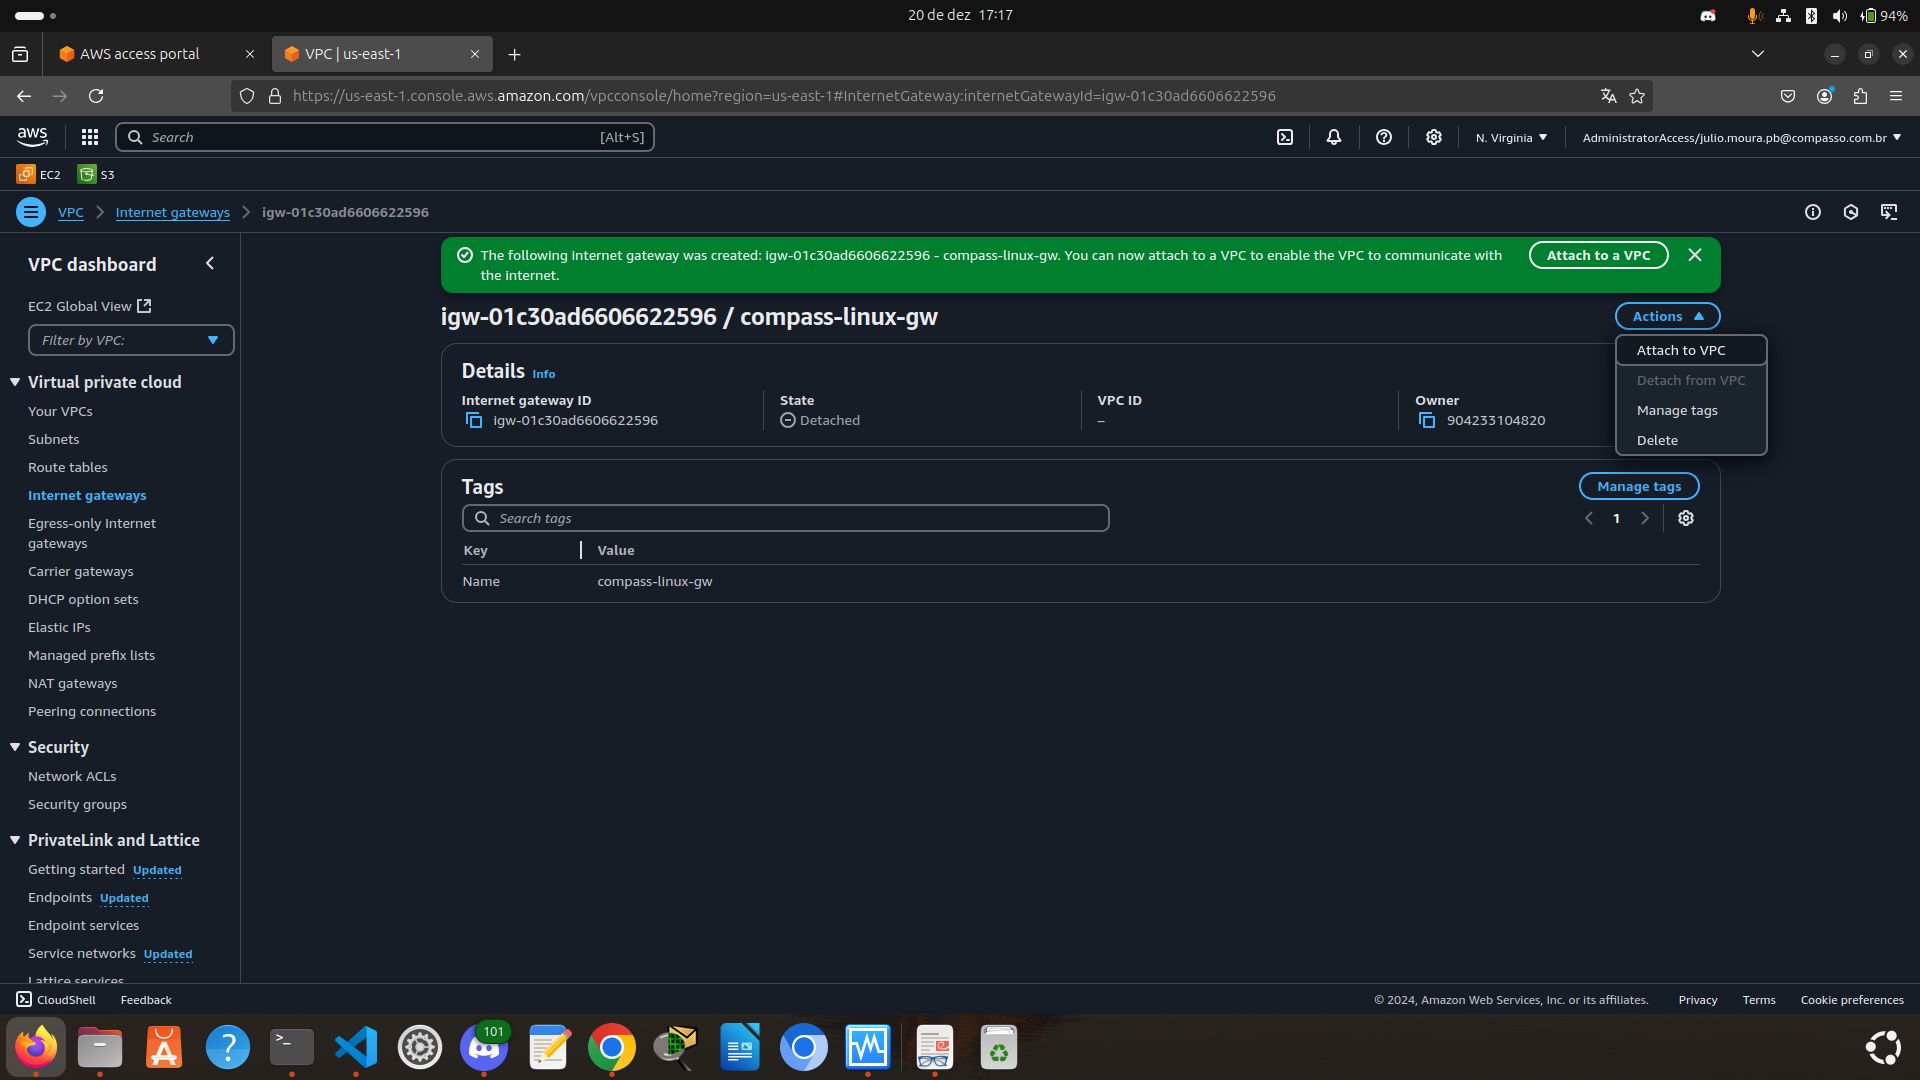 20 de dez 17:17
94%
AWS access portal
VPC | us-east-1
https://us-east-1.console.aws.amazon.com/vpcconsole/home?region=us-east-1#InternetGateway:internetGatewayId=igw-01c30ad6606622596
aws
Search
[Alt+S]
N. Virginia
AdministratorAccess/julio.moura.pb@compasso.com.br
EC2
S3
VPC
Internet gateways
igw-01c30ad6606622596
VPC dashboard
EC2 Global View
Filter by VPC:
Virtual private cloud
Your VPCs
Subnets
Route tables
Internet gateways
Egress-only Internet
gateways
Carrier gateways
DHCP option sets
Elastic IPs
Managed prefix lists
NAT gateways
Peering connections
Security
Network ACLs
Security groups
PrivateLink and Lattice
Getting started Updated
Endpoints Updated
Endpoint services
Service networks Updated
Lattice services
The following internet gateway was created: igw-01c30ad6606622596 - compass-linux-gw. You can now attach to a VPC to enable the VPC to communicate with
the internet.
Attach to a VPC
igw-01c30ad6606622596 / compass-linux-gw
Actions
Attach to VPC
Detach from VPC
Manage tags
Delete
Details Info
Internet gateway ID
igw-01c30ad6606622596
State
Detached
VPC ID
–
Owner
904233104820
Tags
Manage tags
Search tags
1
Key Value
Name compass-linux-gw
CloudShell
Feedback
© 2024, Amazon Web Services, Inc. or its affiliates.
Privacy
Terms
Cookie preferences
101